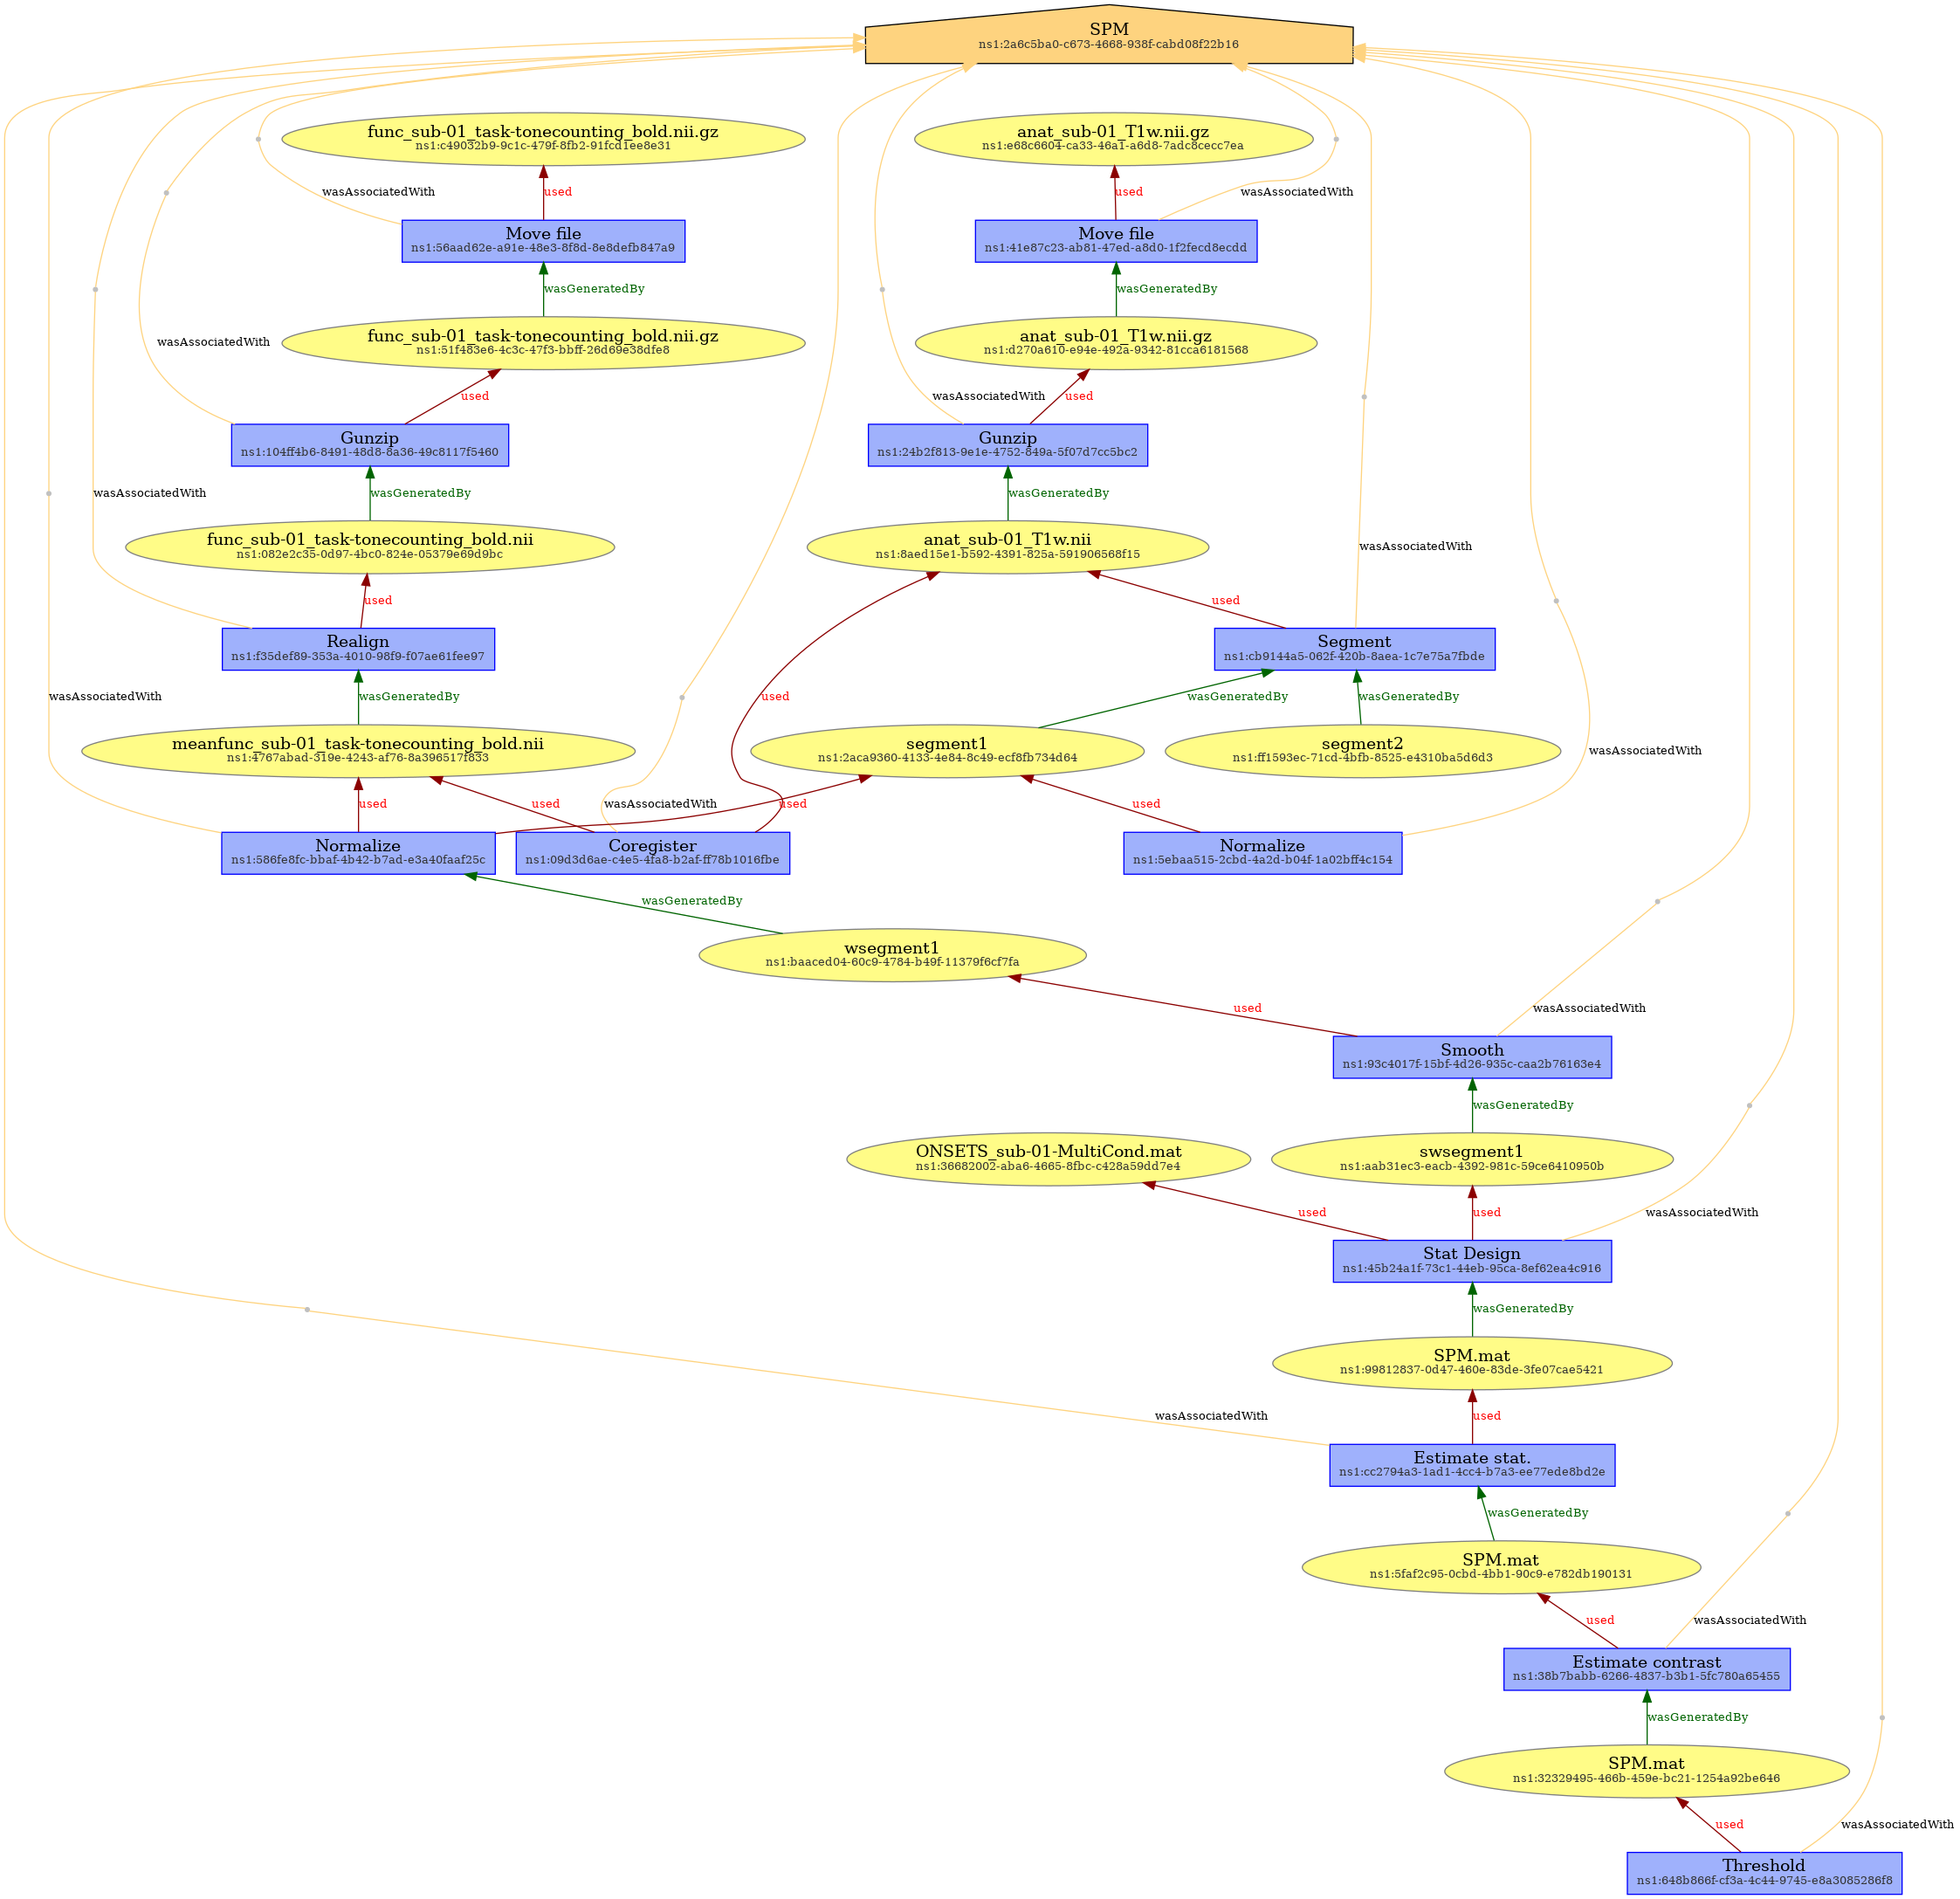 SPM
ns1:2a6c5ba0-c673-4668-938f-cabd08f22b16
func_sub-01_task-tonecounting_bold.nii.gz
ns1:c49032b9-9c1c-479f-8fb2-91fcd1ee8e31
anat_sub-01_T1w.nii.gz
ns1:e68c6604-ca33-46a1-a6d8-7adc8cecc7ea
wasAssociatedWith
used
used
wasAssociatedWith
Move file
ns1:56aad62e-a91e-48e3-8f8d-8e8defb847a9
Move file
ns1:41e87c23-ab81-47ed-a8d0-1f2fecd8ecdd
wasGeneratedBy
wasGeneratedBy
func_sub-01_task-tonecounting_bold.nii.gz
ns1:51f483e6-4c3c-47f3-bbff-26d69e38dfe8
anat_sub-01_T1w.nii.gz
ns1:d270a610-e94e-492a-9342-81cca6181568
wasAssociatedWith
used
wasAssociatedWith
used
Gunzip
ns1:104ff4b6-8491-48d8-8a36-49c8117f5460
Gunzip
ns1:24b2f813-9e1e-4752-849a-5f07d7cc5bc2
wasAssociatedWith
wasGeneratedBy
wasGeneratedBy
wasAssociatedWith
func_sub-01_task-tonecounting_bold.nii
ns1:082e2c35-0d97-4bc0-824e-05379e69d9bc
anat_sub-01_T1w.nii
ns1:8aed15e1-b592-4391-825a-591906568f15
used
used
Realign
ns1:f35def89-353a-4010-98f9-f07ae61fee97
Segment
ns1:cb9144a5-062f-420b-8aea-1c7e75a7fbde
wasAssociatedWith
wasGeneratedBy
used
wasGeneratedBy
wasGeneratedBy
meanfunc_sub-01_task-tonecounting_bold.nii
ns1:4767abad-319e-4243-af76-8a396517f833
segment1
ns1:2aca9360-4133-4e84-8c49-ecf8fb734d64
segment2
ns1:ff1593ec-71cd-4bfb-8525-e4310ba5d6d3
wasAssociatedWith
used
used
wasAssociatedWith
used
used
Normalize
ns1:586fe8fc-bbaf-4b42-b7ad-e3a40faaf25c
Coregister
ns1:09d3d6ae-c4e5-4fa8-b2af-ff78b1016fbe
Normalize
ns1:5ebaa515-2cbd-4a2d-b04f-1a02bff4c154
wasGeneratedBy
wsegment1
ns1:baaced04-60c9-4784-b49f-11379f6cf7fa
used
wasAssociatedWith
Smooth
ns1:93c4017f-15bf-4d26-935c-caa2b76163e4
wasGeneratedBy
ONSETS_sub-01-MultiCond.mat
ns1:36682002-aba6-4665-8fbc-c428a59dd7e4
swsegment1
ns1:aab31ec3-eacb-4392-981c-59ce6410950b
used
used
wasAssociatedWith
Stat Design
ns1:45b24a1f-73c1-44eb-95ca-8ef62ea4c916
wasGeneratedBy
SPM.mat
ns1:99812837-0d47-460e-83de-3fe07cae5421
wasAssociatedWith
used
Estimate stat.
ns1:cc2794a3-1ad1-4cc4-b7a3-ee77ede8bd2e
wasGeneratedBy
SPM.mat
ns1:5faf2c95-0cbd-4bb1-90c9-e782db190131
used
wasAssociatedWith
Estimate contrast
ns1:38b7babb-6266-4837-b3b1-5fc780a65455
wasGeneratedBy
SPM.mat
ns1:32329495-466b-459e-bc21-1254a92be646
used
wasAssociatedWith
Threshold
ns1:648b866f-cf3a-4c44-9745-e8a3085286f8